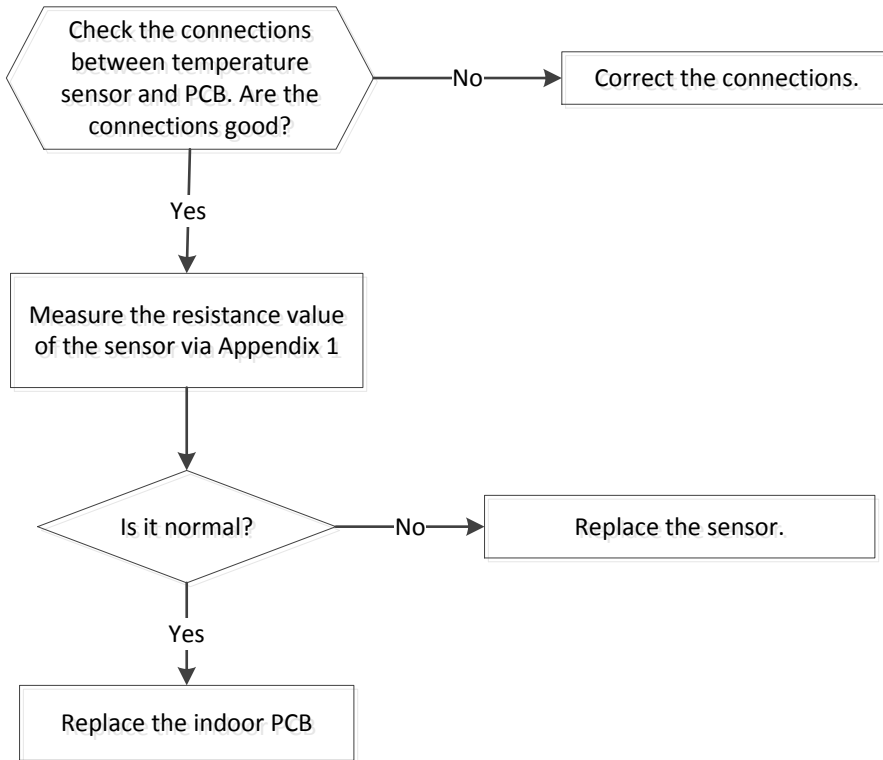 Check the connections
between temperature
sensor and PCB. Are the
connections good?
No
Correct the connections.
Yes
Measure the resistance value
of the sensor via Appendix 1
Is it normal?
No
Replace the sensor.
Yes
Replace the indoor PCB